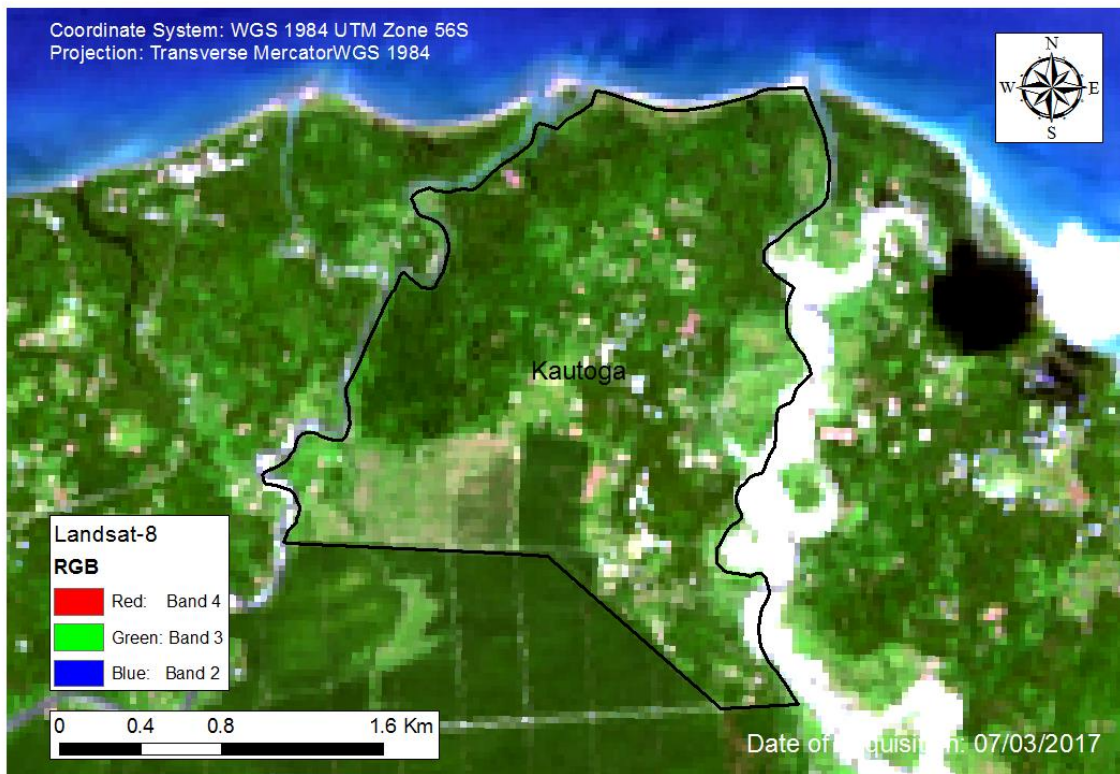 Coordinate System: WGS 1984 UTM Zone 56S
Projection: Transverse MercatorWGS 1984
N
W E
S
Kautoga
Landsat-8
RGB
Red: Band 4
Green: Band 3
Blue: Band 2
0 0.4 0.8 1.6 Km
Date of Acquisition: 07/03/2017